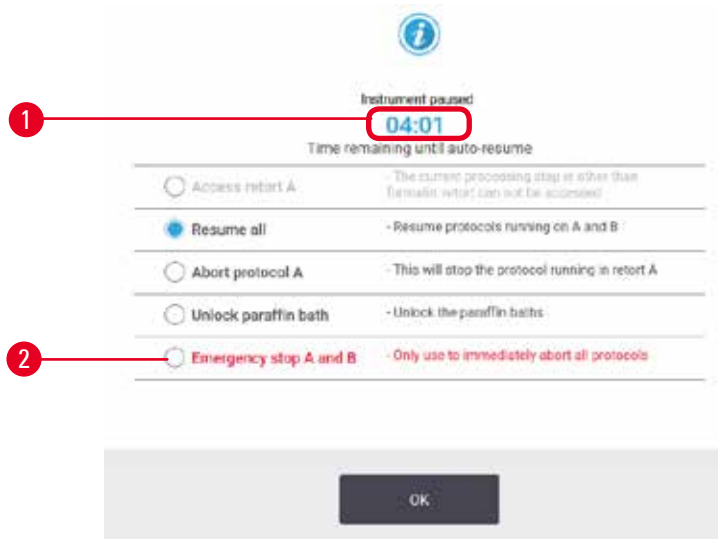 i
Instrument paused
1
04:01
Time remaining until auto-resume
Access retort A
- The current processing step is other than
formalin retort can not be accessed
Resume all
- Resume protocols running on A and B
Abort protocol A
- This will stop the protocol running in retort A
Unlock paraffin bath
- Unlock the paraffin baths
2
Emergency stop A and B
- Only use to immediately abort all protocols
OK